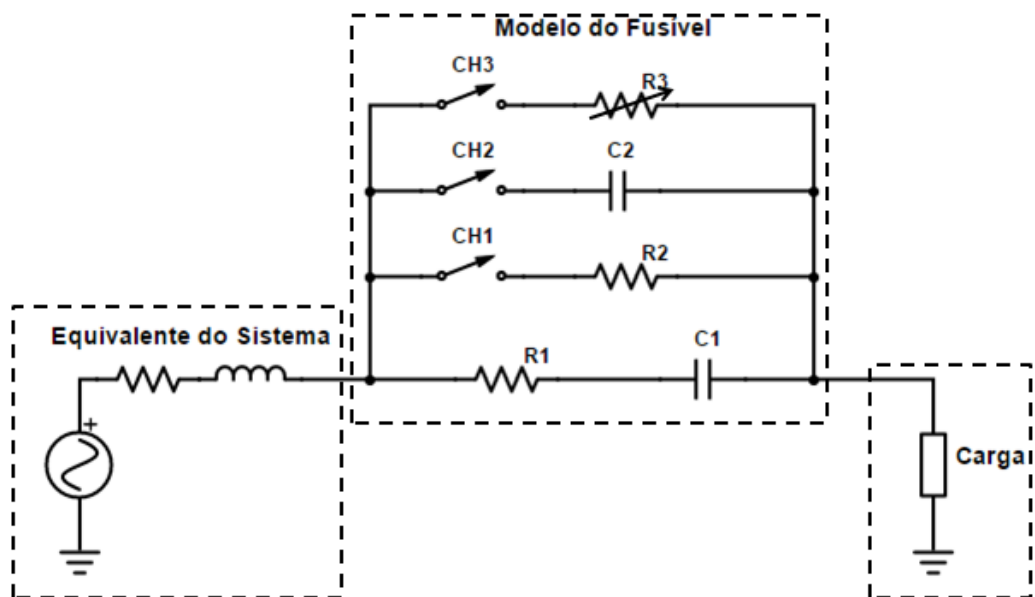 Modelo do Fusível
CH3
R3
CH2
C2
CH1
R2
Equivalente do Sistema
R1
C1
+
Carga